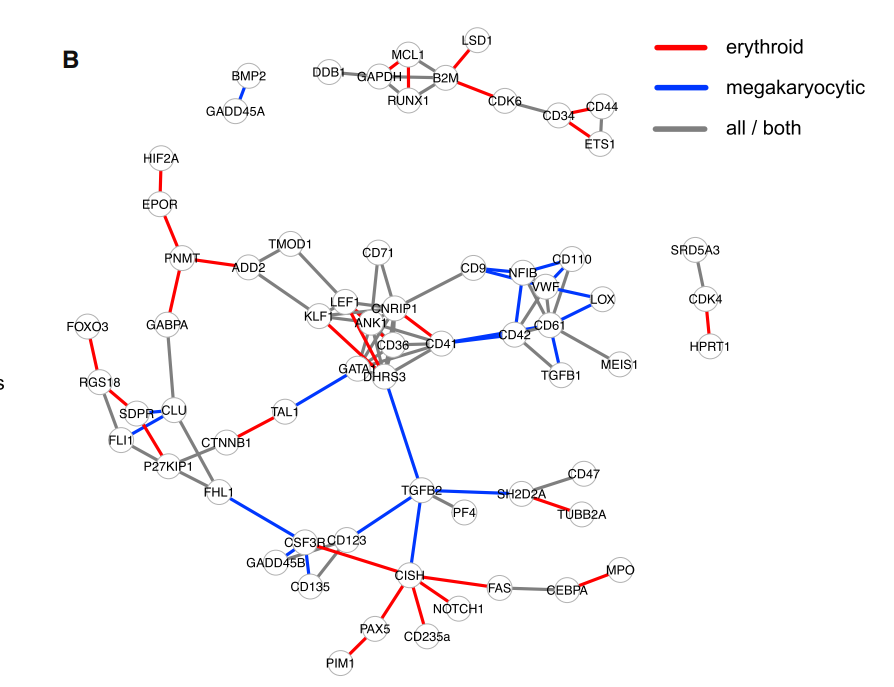 B
LSD1
erythroid
MCL1
BMP2
DDB1
GAPDH
B2M
megakaryocytic
GADD45A
RUNX1
CDK6
CD34
CD44
all / both
ETS1
HIF2A
EPOR
PNMT
ADD2
TMOD1
CD71
CD9
NFIB
CD110
SRD5A3
VWF
LOX
CDK4
LEF1
KLF1
CNRIP1
ANK1
FOXO3
GABPA
CD36
CD41
CD42
CD61
HPRT1
GATA1
DHRS3
TGFB1
MEIS1
s
RGS18
SDPR
CLU
TAL1
FLI1
CTNNB1
P27KIP1
FHL1
TGFB2
PF4
SH2D2A
CD47
TUBB2A
CSF3R
CD123
GADD45B
CD135
CISH
FAS
CEBPA
MPO
NOTCH1
PAX5
CD235a
PIM1